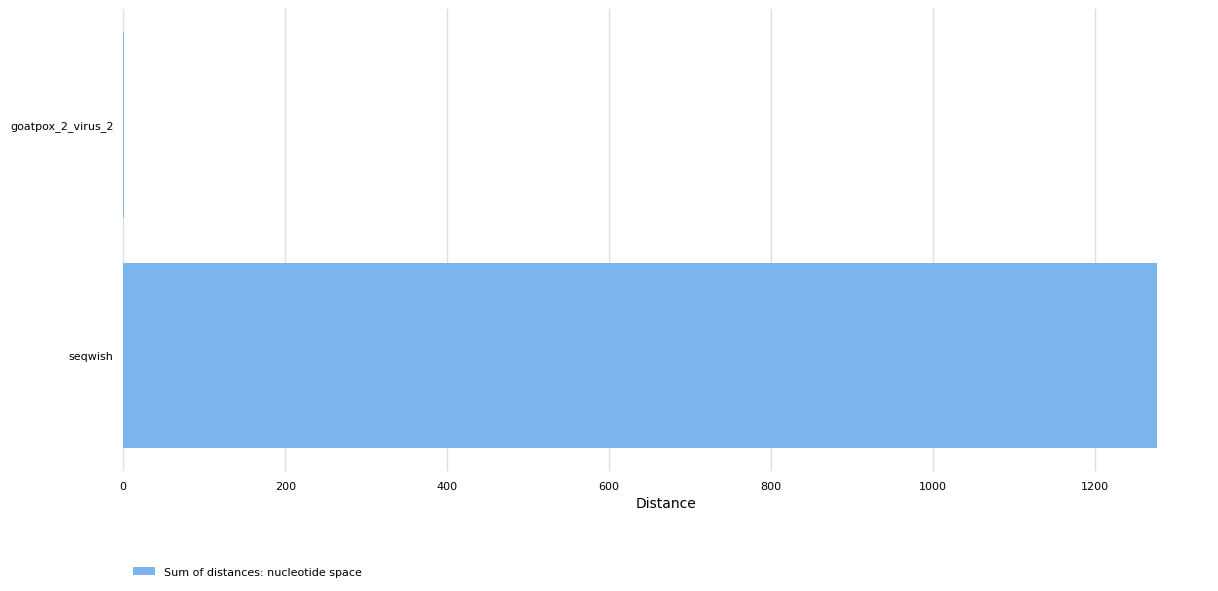 goatpox_2_virus_2
seqwish
0 200 400 600 800 1000 1200
Distance
Sum of distances: nucleotide space